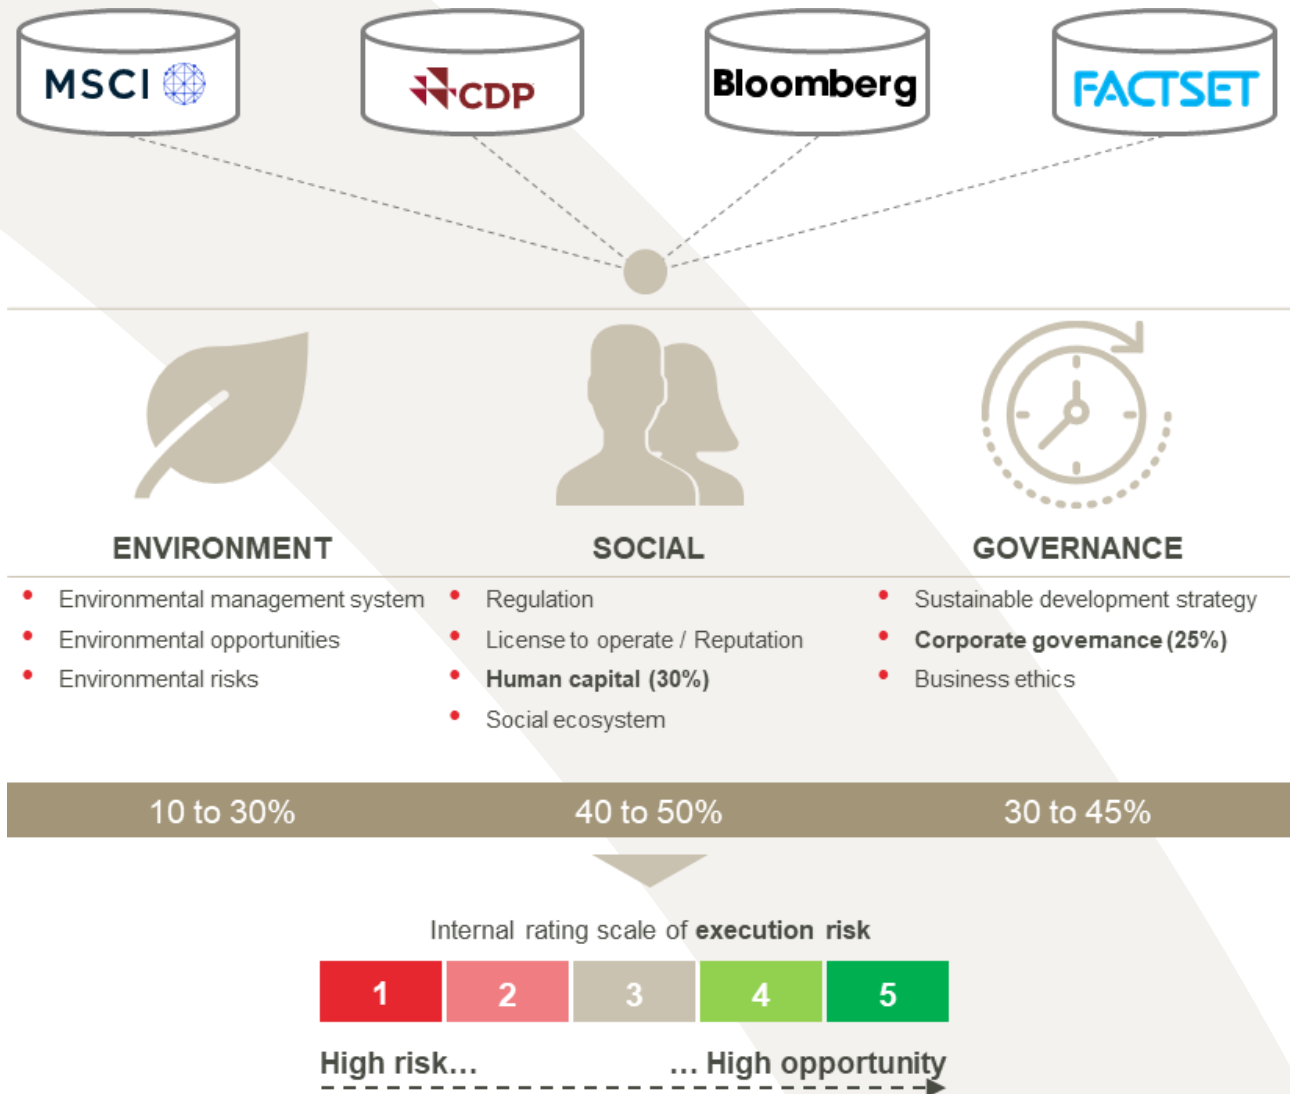 MSCI
CDP
Bloomberg
FACTSET
ENVIRONMENT
• Environmental management system
• Environmental opportunities
• Environmental risks
SOCIAL
• Regulation
• License to operate / Reputation
• Human capital (30%)
• Social ecosystem
GOVERNANCE
• Sustainable development strategy
• Corporate governance (25%)
• Business ethics
10 to 30%
40 to 50%
30 to 45%
Internal rating scale of execution risk
1 2 3 4 5
High risk... ... High opportunity